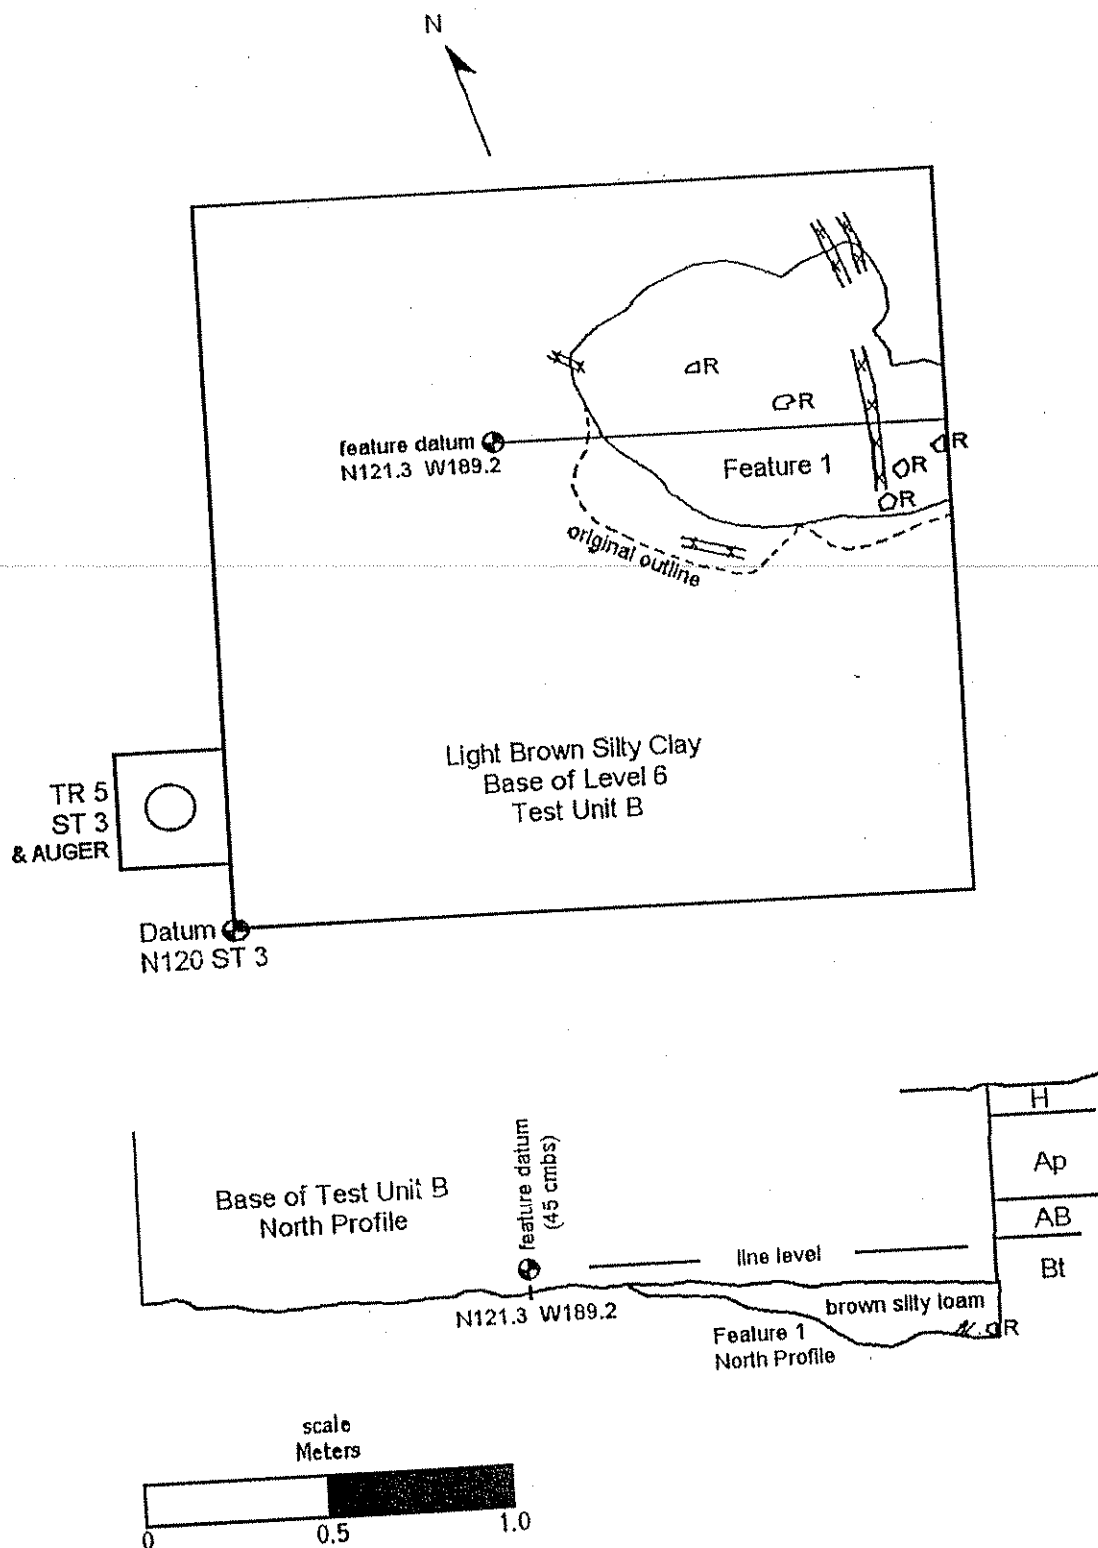 N
R
R
feature datum
N121.3 W189.2
R
Feature 1
R
R
original outline
Light Brown Silty Clay
Base of Level 6
Test Unit B
TR 5
ST 3
& AUGER
Datum
N120 ST 3
H
Ap
AB
Bt
Base of Test Unit B
North Profile
feature datum
(45 cmbs)
line level
N121.3 W189.2
brown silty loam
R
Feature 1
North Profile
scale
Meters
0 0.5 1.0